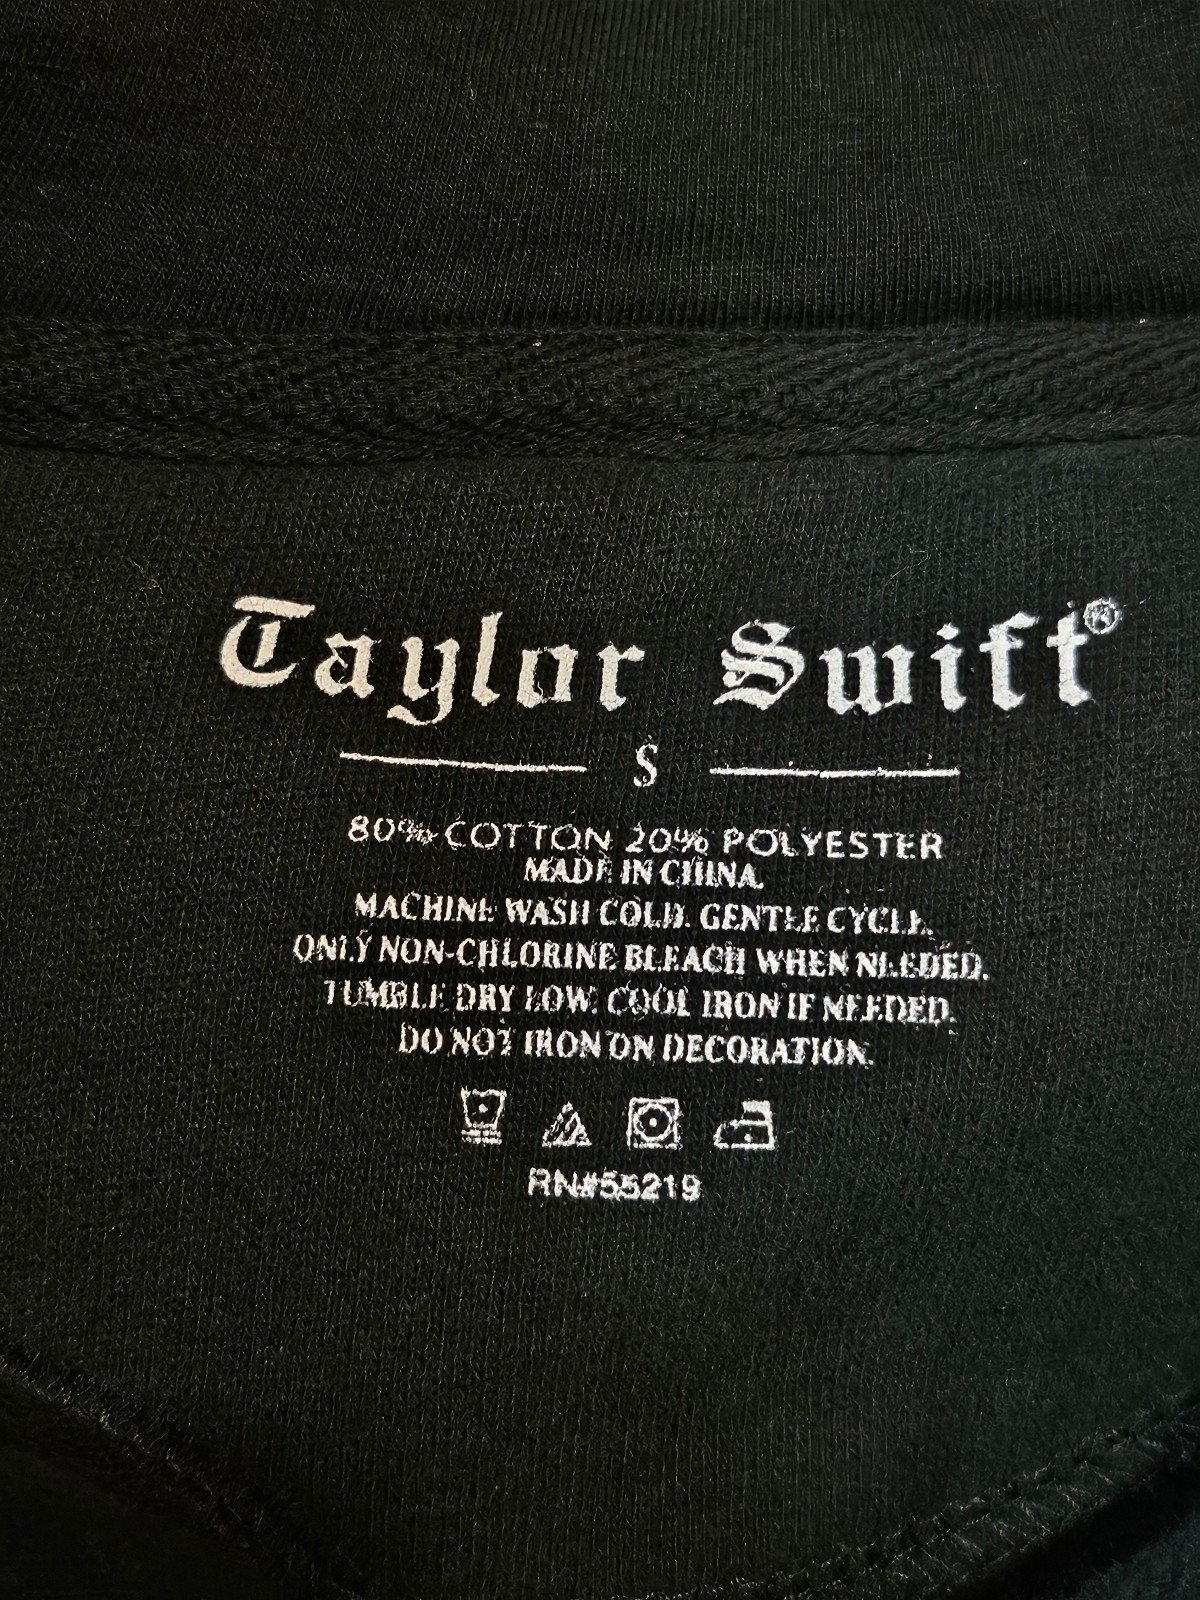 Taylor Swift®
S
80% COTTON 20% POLYESTER
MADE IN CHINA.
MACHINE WASH COLD. GENTLE CYCLE.
ONLY NON-CHLORINE BLEACH WHEN NEEDED.
TUMBLE DRY LOW. COOL IRON IF NEEDED.
DO NOT IRON ON DECORATION.
RN#55219